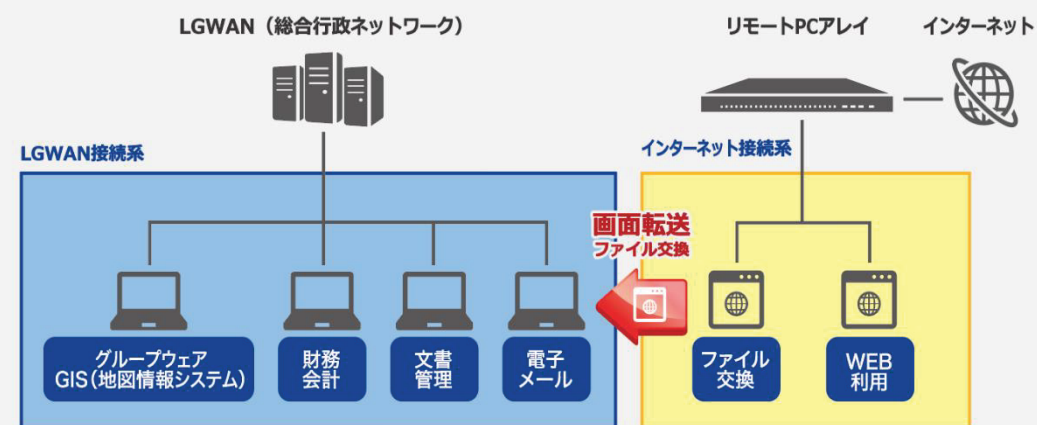 LGWAN（総合行政ネットワーク）
リモートPCアレイ
インターネット
LGWAN接続系
インターネット接続系
画面転送
ファイル交換
グループウェア
GIS（地図情報システム）
財務
会計
文書
管理
電子
メール
ファイル
交換
WEB
利用